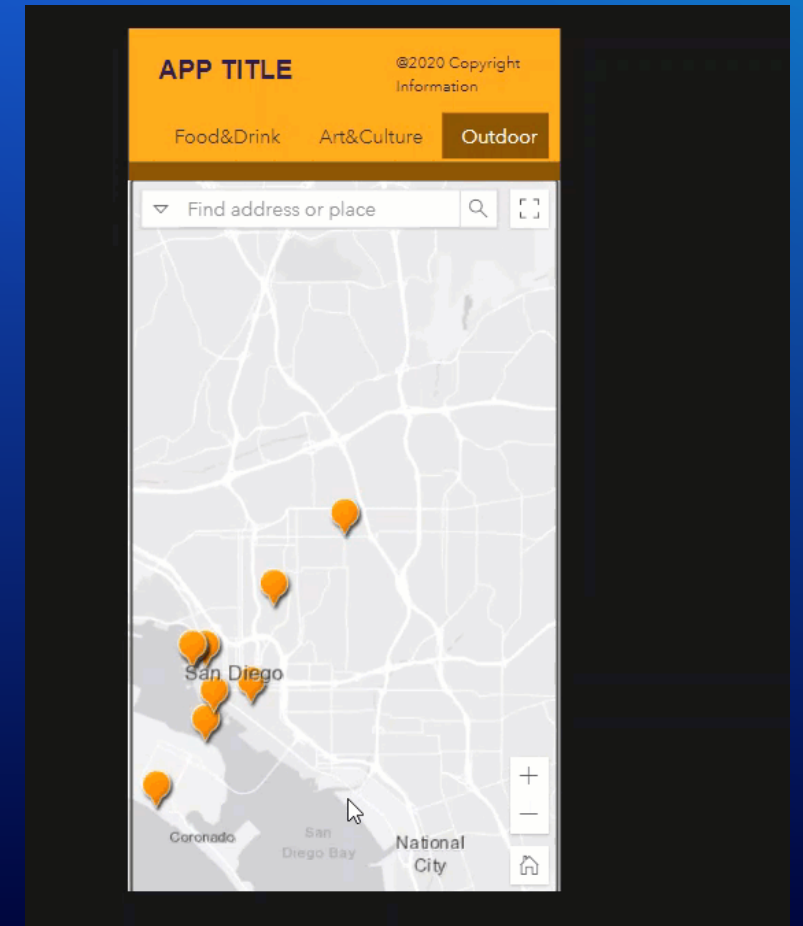 APP TITLE
@2020 Copyright
Information
Food&Drink Art&Culture Outdoor
Find address or place
San Diego
Coronado
San
Diego Bay
National
City